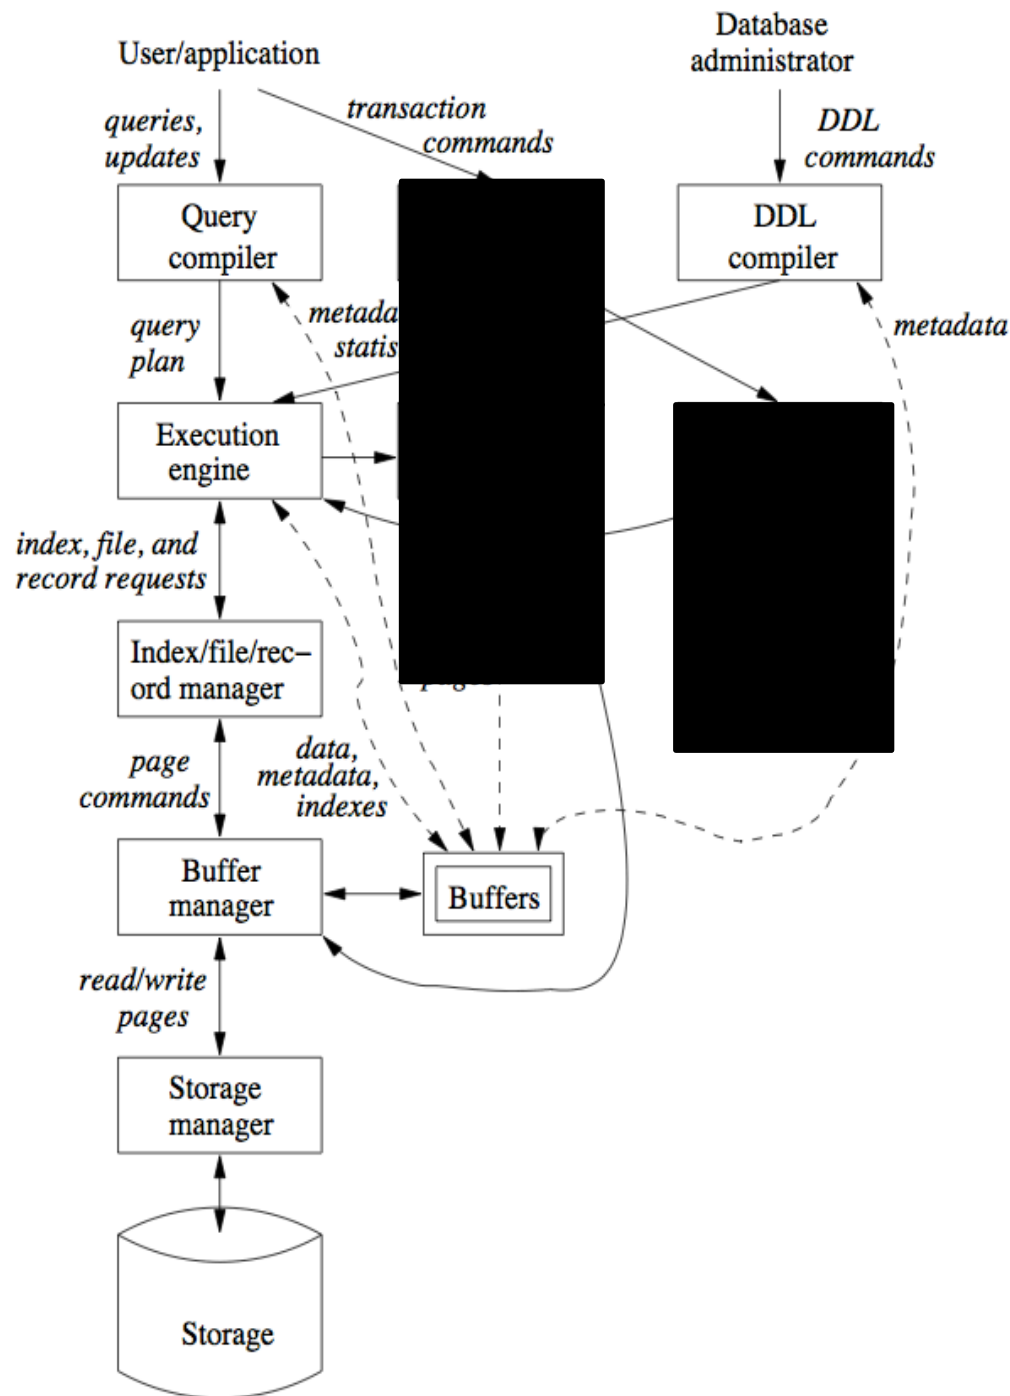 User/application
Database
administrator
queries,
updates
transaction
commands
DDL
commands
Query
compiler
DDL
compiler
query
plan
metada
statis
metadata
Execution
engine
index, file, and
record requests
Index/file/rec–
ord manager
page
commands
data,
metadata,
indexes
Buffer
manager
Buffers
read/write
pages
Storage
manager
Storage